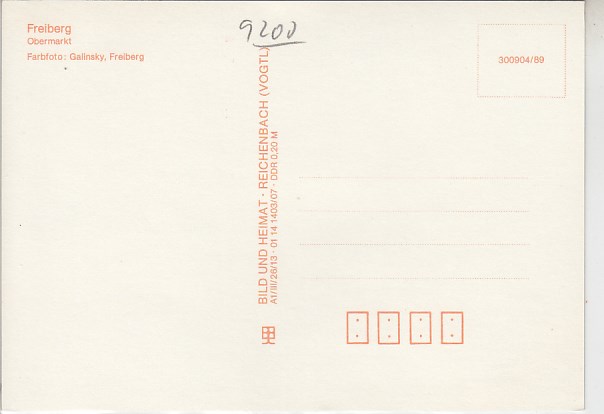 Freiberg
Obermarkt
Farbfoto: Galinsky, Freiberg
9200
300904/89
BILD UND HEIMAT · REICHENBACH (VOGTL)
A1/III/26/13 · 01 14 1403/07 · DDR 0,20 M